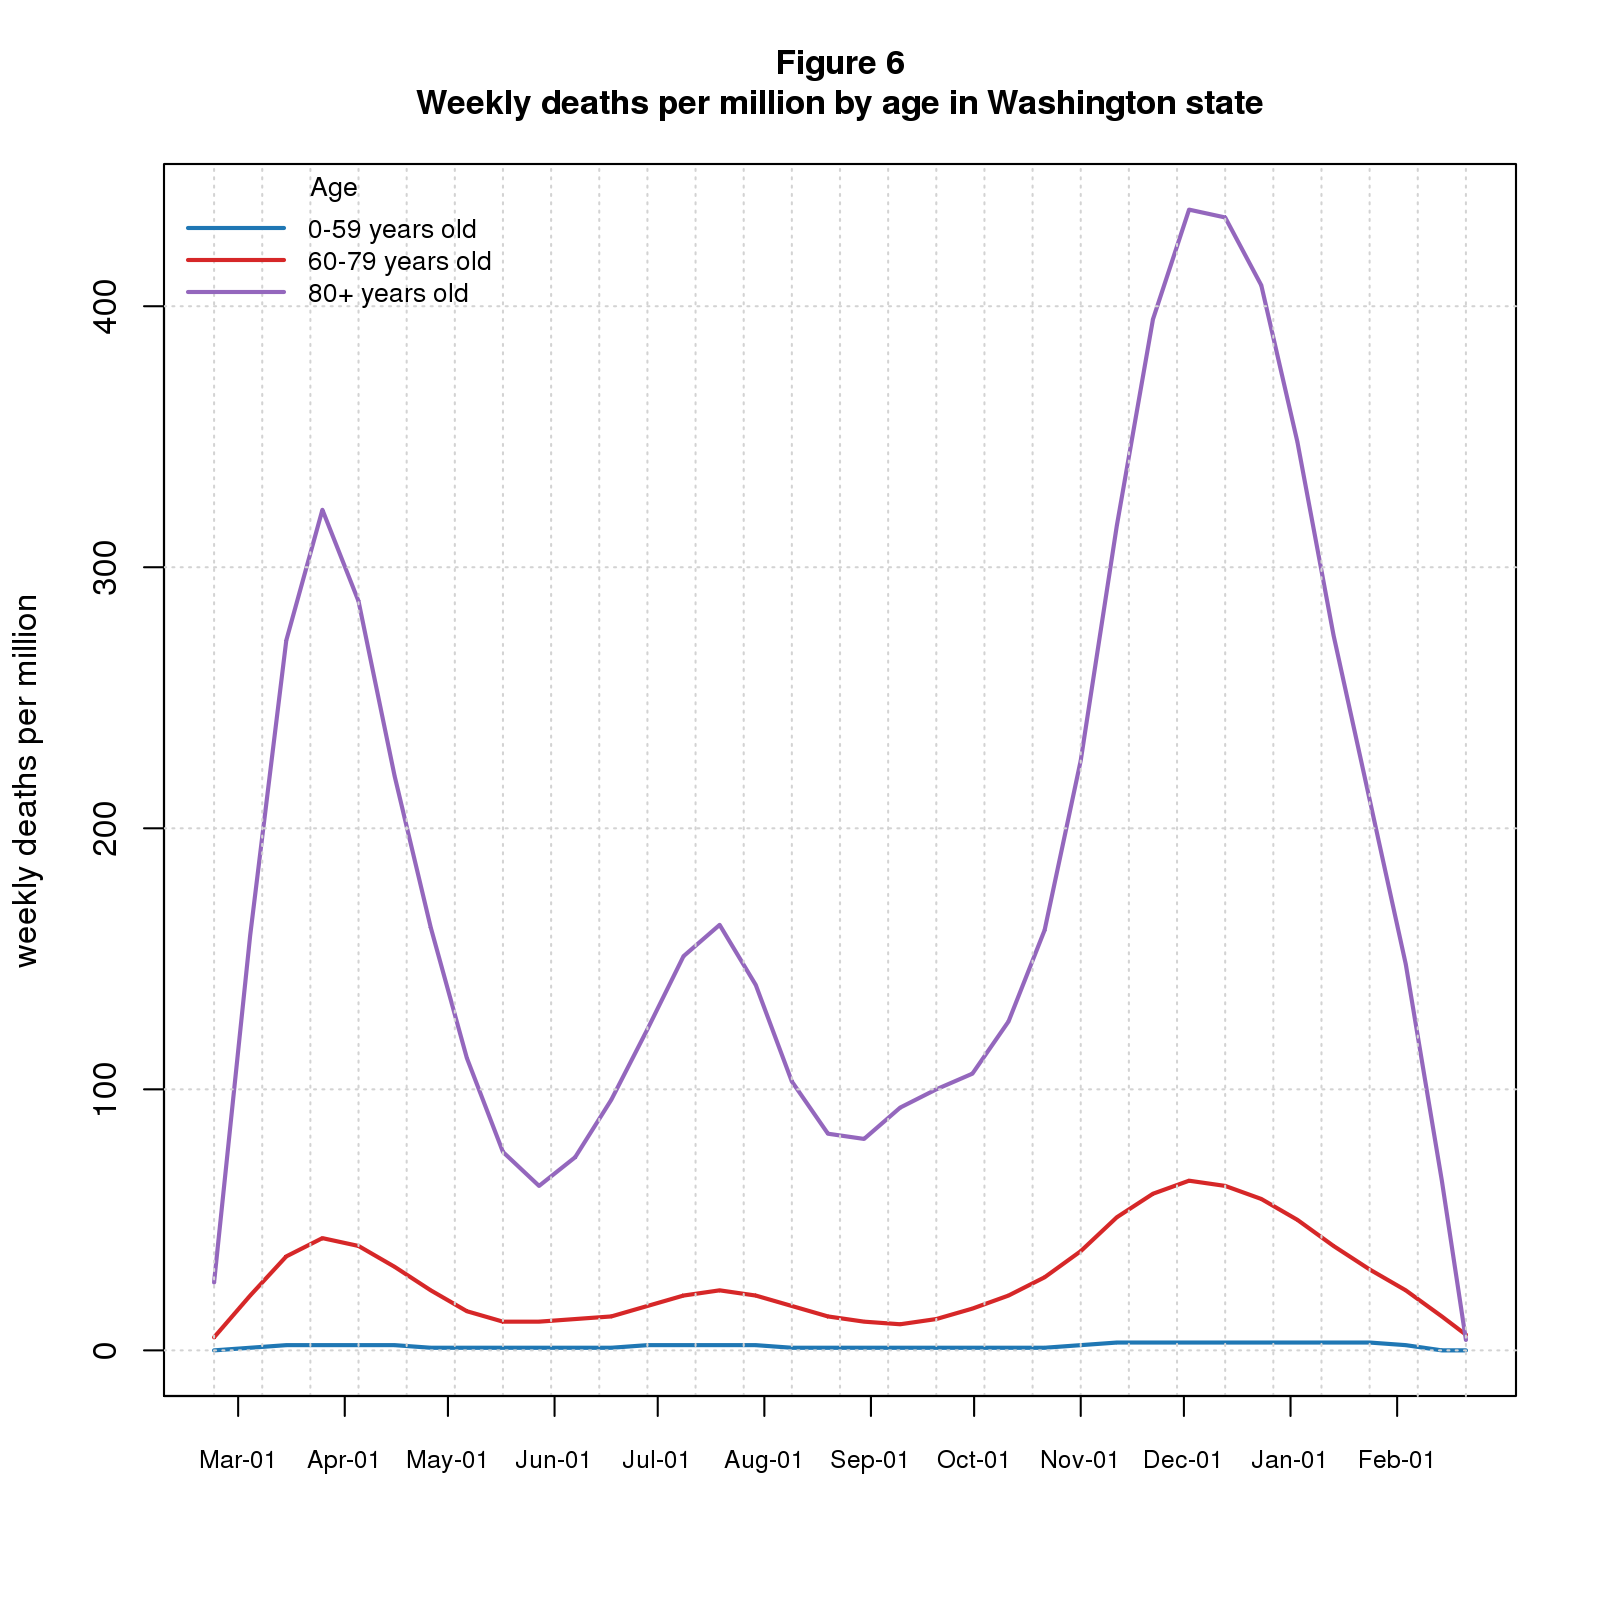 Figure 6
Weekly deaths per million by age in Washington state
Age
0-59 years old
60-79 years old
80+ years old
weekly deaths per million
400
300
200
100
0
Mar-01 Apr-01 May-01 Jun-01 Jul-01 Aug-01 Sep-01 Oct-01 Nov-01 Dec-01 Jan-01 Feb-01